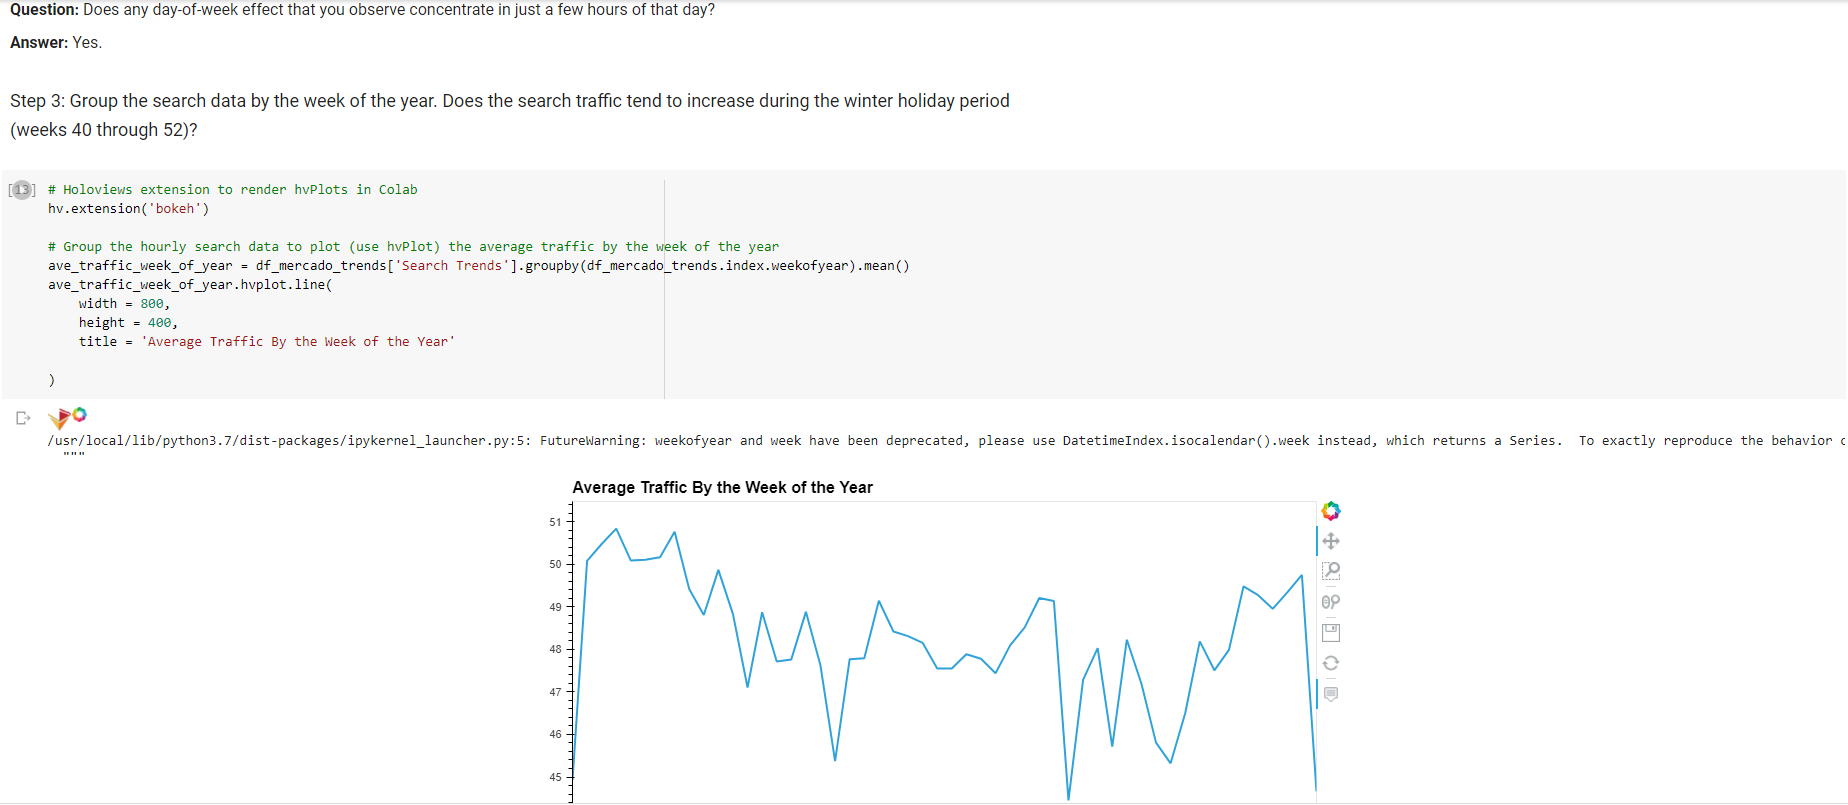 Question: Does any day-of-week effect that you observe concentrate in just a few hours of that day?
Answer: Yes.
Step 3: Group the search data by the week of the year. Does the search traffic tend to increase during the winter holiday period
(weeks 40 through 52)?
[13]
# Holoviews extension to render hvPlots in Colab
hv.extension('bokeh')
# Group the hourly search data to plot (use hvPlot) the average traffic by the week of the year
ave_traffic_week_of_year = df_mercado_trends['Search Trends'].groupby(df_mercado_trends.index.weekofyear).mean()
ave_traffic_week_of_year.hvplot.line(
    width = 800,
    height = 400,
    title = 'Average Traffic By the Week of the Year'
)
/usr/local/lib/python3.7/dist-packages/ipykernel_launcher.py:5: FutureWarning: weekofyear and week have been deprecated, please use DatetimeIndex.isocalendar().week instead, which returns a Series.  To exactly reproduce the behavior
"""
Average Traffic By the Week of the Year
51
50
49
48
47
46
45